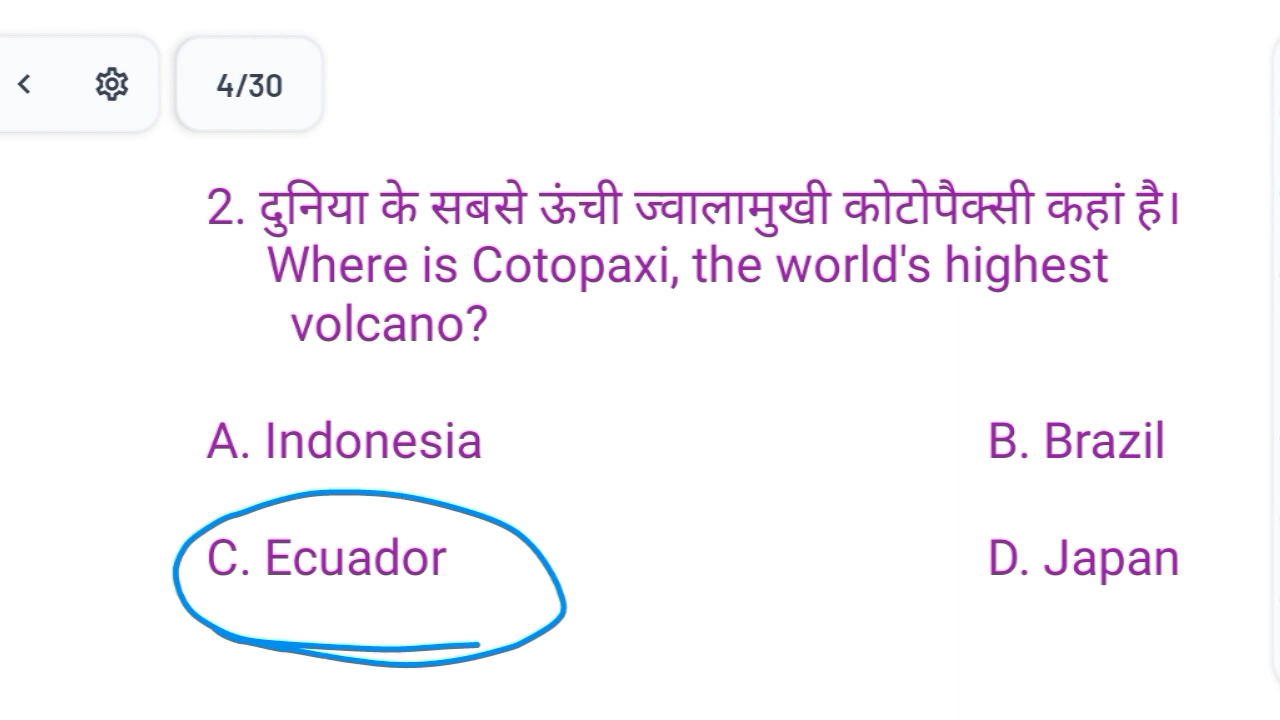 4/30
2. दुनिया के सबसे ऊंची ज्वालामुखी कोटोपैक्सी कहां है।
Where is Cotopaxi, the world's highest
volcano?
A. Indonesia
B. Brazil
C. Ecuador
D. Japan